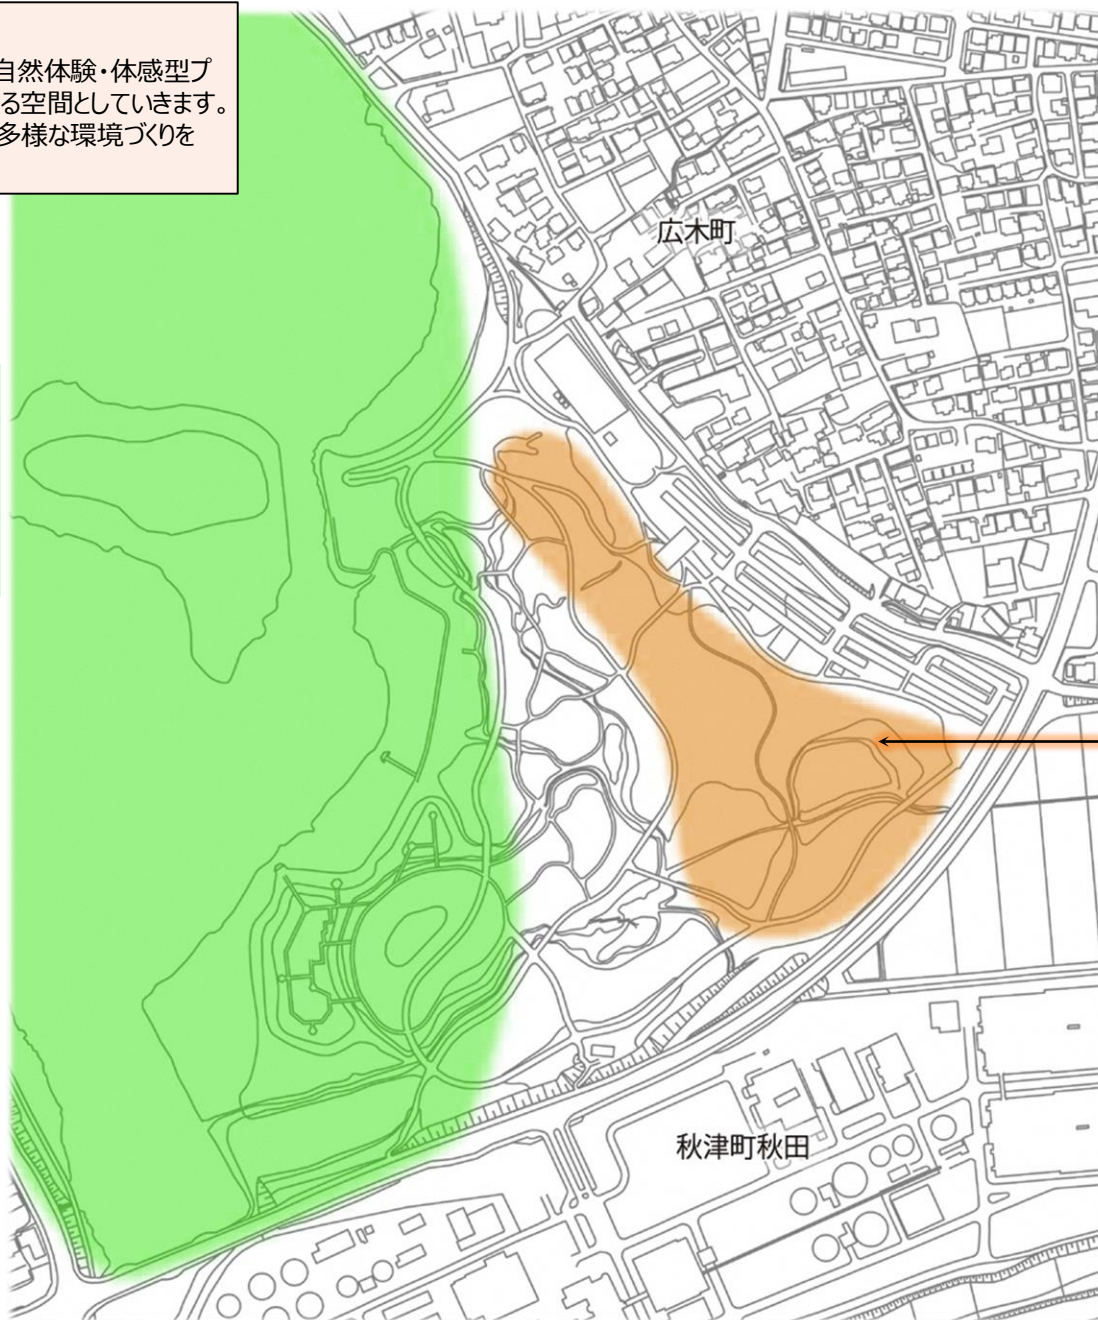 自然体験・体感型プ
る空間としていきます。
多様な環境づくりを
広木町
秋津町秋田